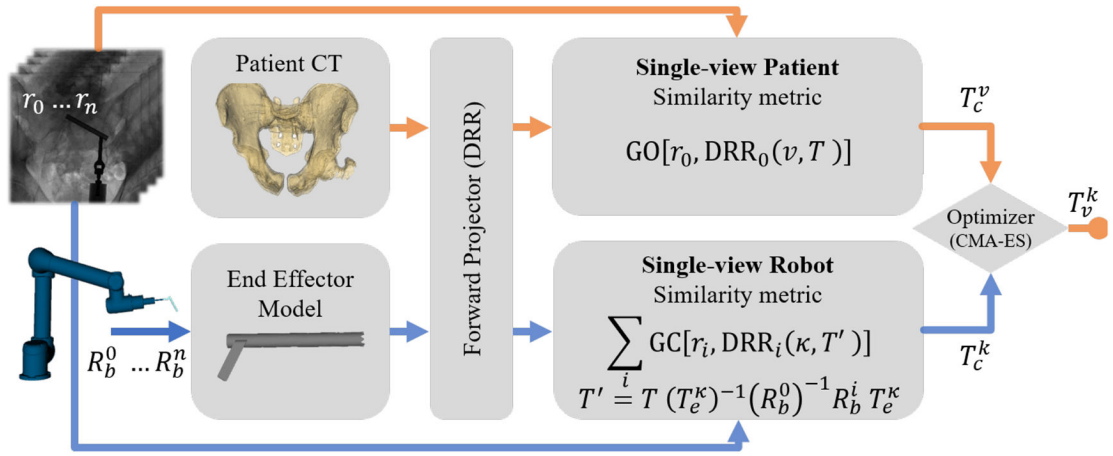 r₀ … rₙ
Patient CT
Forward Projector (DRR)
Single-view Patient
Similarity metric
GO[r₀, DRR₀(v, T )]
T_c^v
Optimizer
(CMA-ES)
T_v^k
R_b^0 … R_b^n
End Effector
Model
Single-view Robot
Similarity metric
∑_i GC[r_i, DRR_i(κ, T′ )]
T′ = T (T_e^κ)^{−1}(R_b^0)^{−1} R_b^i T_e^κ
T_c^k